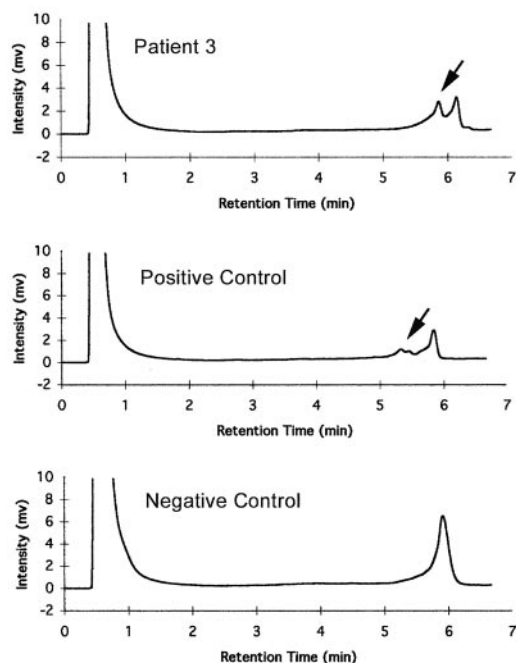 Patient 3
Intensity (mv)
10
8
6
4
2
0
-2
0 1 2 3 4 5 6 7
Retention Time (min)
Positive Control
Intensity (mv)
10
8
6
4
2
0
-2
0 1 2 3 4 5 6 7
Retention Time (min)
Negative Control
Intensity (mv)
10
8
6
4
2
0
-2
0 1 2 3 4 5 6 7
Retention Time (min)